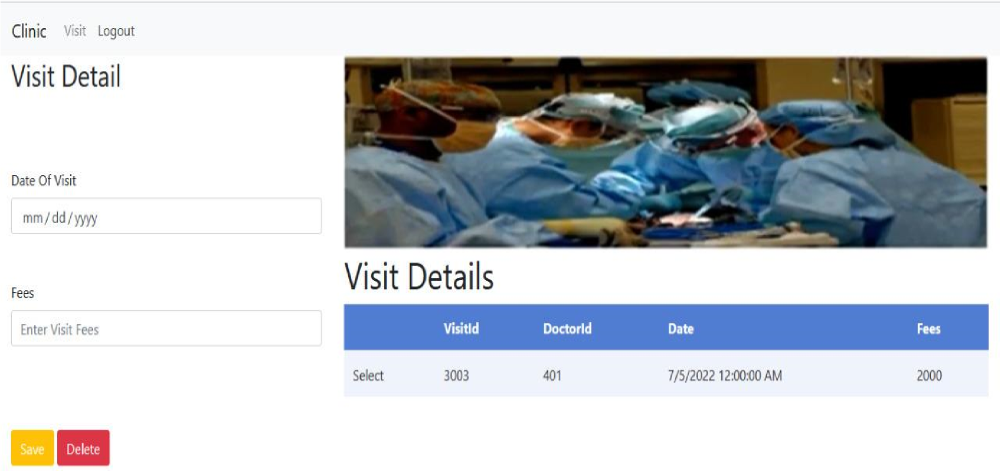 Clinic Visit Logout
Visit Detail
Date Of Visit
mm/dd/yyyy
Fees
Enter Visit Fees
Save Delete
Visit Details
VisitId DoctorId Date Fees
Select 3003 401 7/5/2022 12:00:00 AM 2000